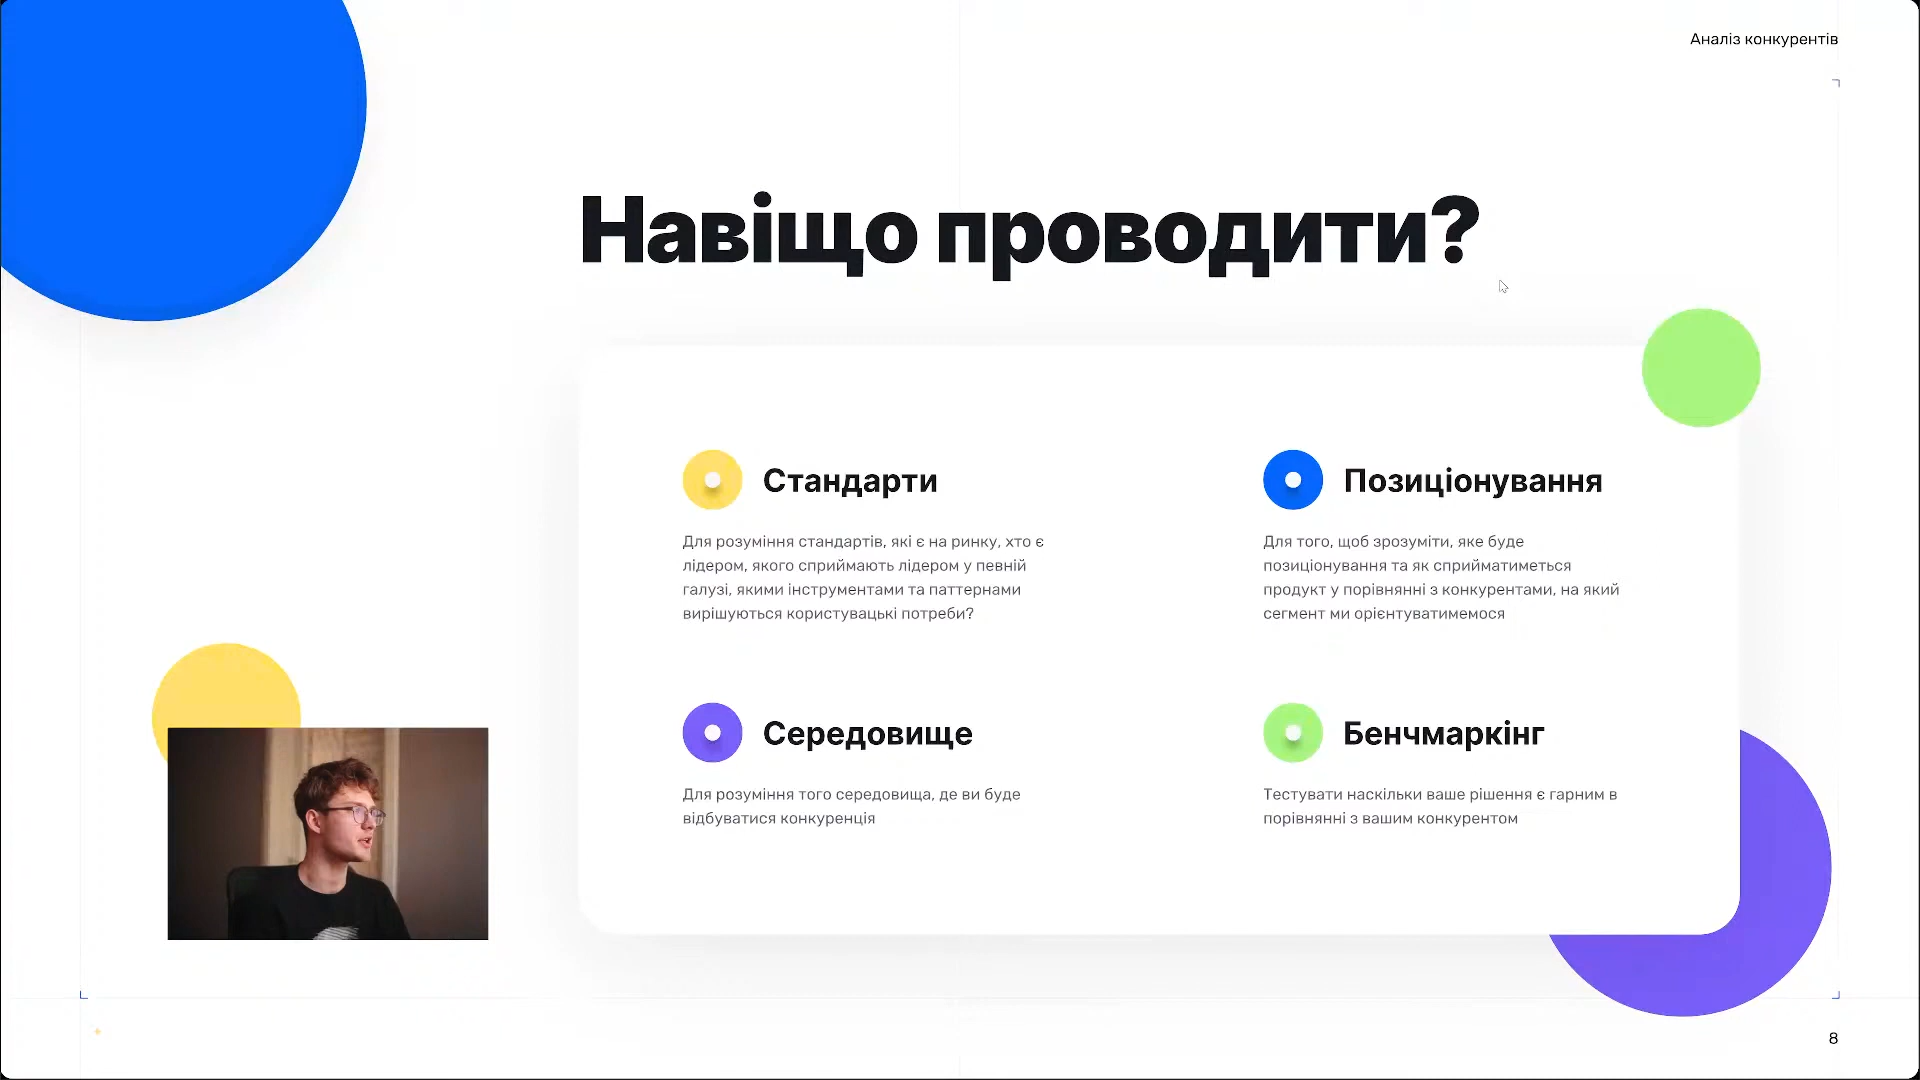 Аналіз конкурентів
Навіщо проводити?
Стандарти
Для розуміння стандартів, які є на ринку, хто є
лідером, якого сприймають лідером у певній
галузі, якими інструментами та паттернами
вирішуються користувацькі потреби?
Позиціонування
Для того, щоб зрозуміти, яке буде
позиціонування та як сприйматиметься
продукт у порівнянні з конкурентами, на який
сегмент ми орієнтуватимемося
Середовище
Для розуміння того середовища, де ви буде
відбуватися конкуренція
Бенчмаркінг
Тестувати наскільки ваше рішення є гарним в
порівнянні з вашим конкурентом
8